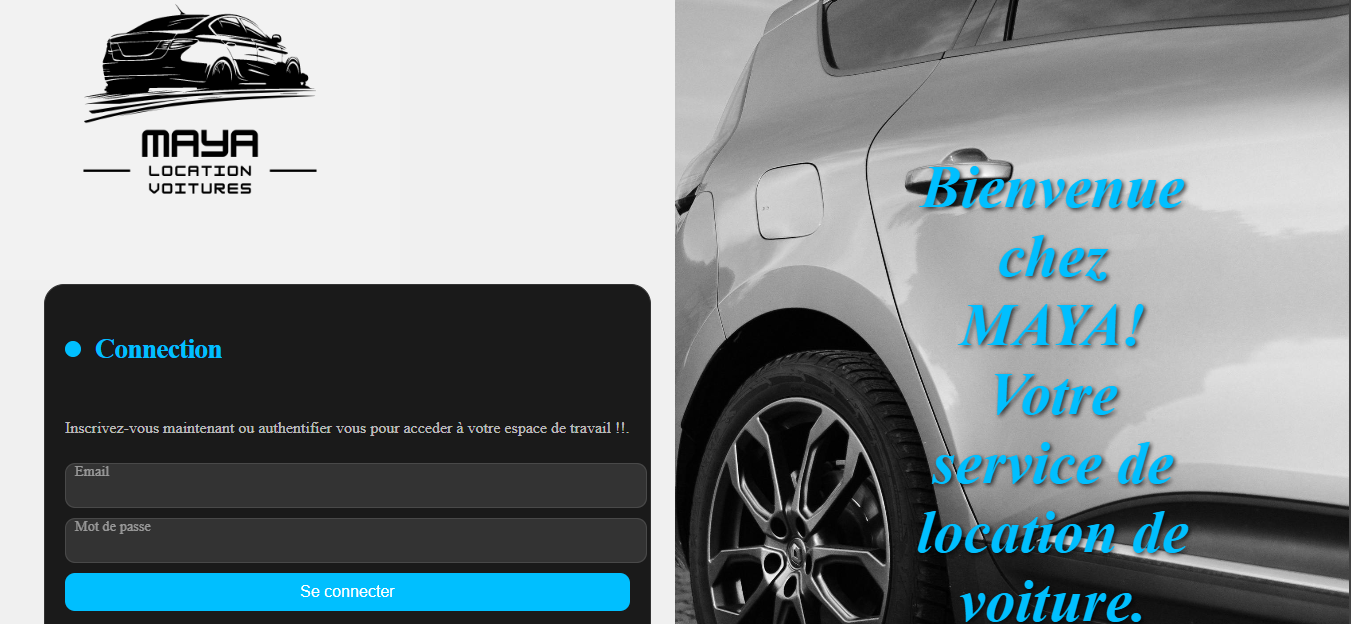 MAYA
LOCATION
VOITURES
Connection
Inscrivez-vous maintenant ou authentifier vous pour acceder à votre espace de travail !!.
Email
Mot de passe
Se connecter
Bienvenue
chez
MAYA!
Votre
service de
location de
voiture.